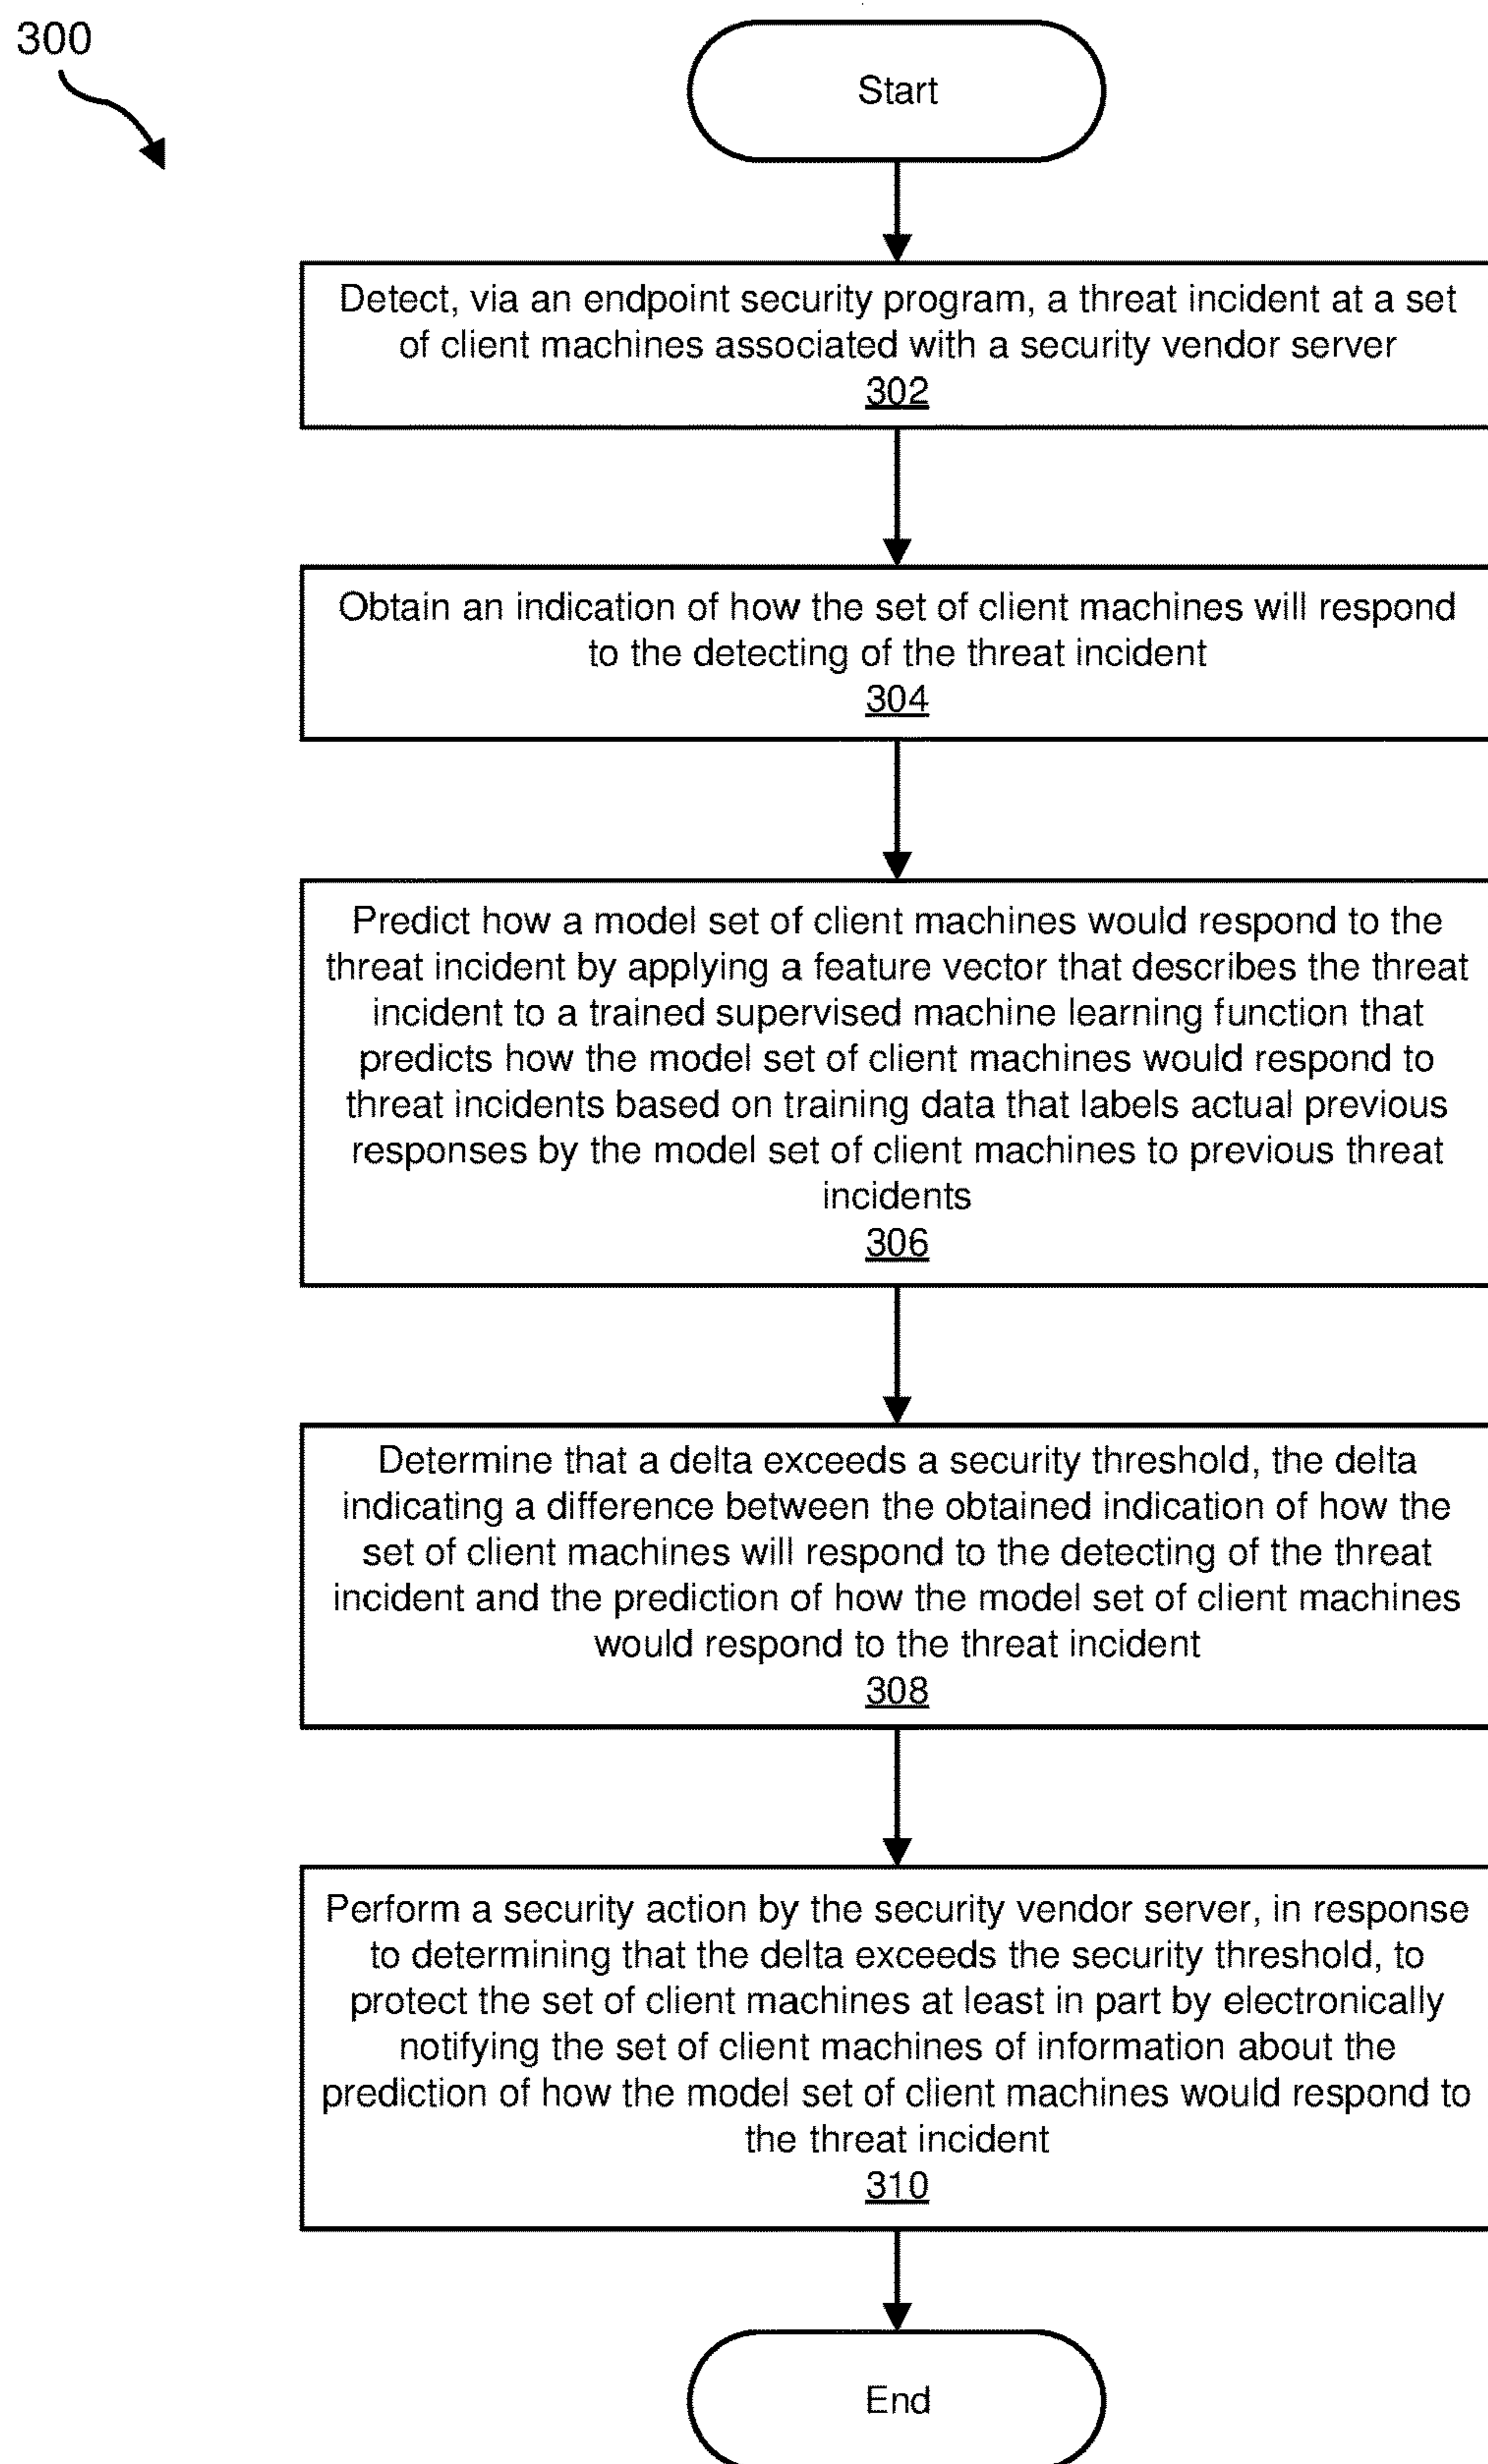 300
Start
Detect, via an endpoint security program, a threat incident at a set
of client machines associated with a security vendor server
302
Obtain an indication of how the set of client machines will respond
to the detecting of the threat incident
304
Predict how a model set of client machines would respond to the
threat incident by applying a feature vector that describes the threat
incident to a trained supervised machine learning function that
predicts how the model set of client machines would respond to
threat incidents based on training data that labels actual previous
responses by the model set of client machines to previous threat
incidents
306
Determine that a delta exceeds a security threshold, the delta
indicating a difference between the obtained indication of how the
set of client machines will respond to the detecting of the threat
incident and the prediction of how the model set of client machines
would respond to the threat incident
308
Perform a security action by the security vendor server, in response
to determining that the delta exceeds the security threshold, to
protect the set of client machines at least in part by electronically
notifying the set of client machines of information about the
prediction of how the model set of client machines would respond to
the threat incident
310
End